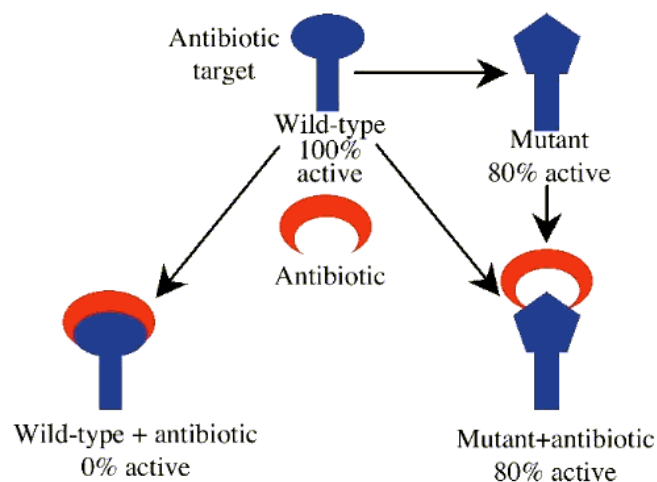 Antibiotic
target
Wild-type
100%
active
Mutant
80% active
Antibiotic
Wild-type + antibiotic
0% active
Mutant+antibiotic
80% active